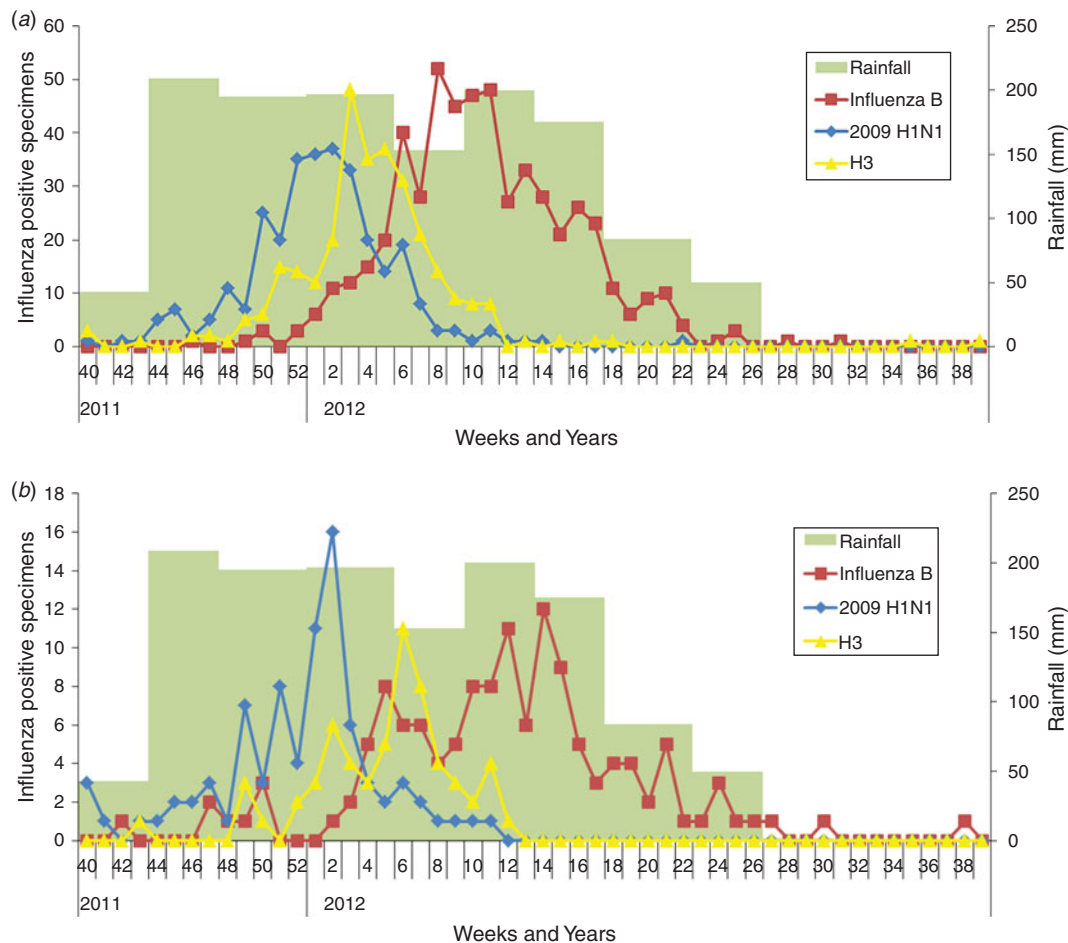 (a)
60
50
40
30
20
10
0
Influenza positive specimens
250
200
150
100
50
0
Rainfall (mm)
Rainfall
Influenza B
2009 H1N1
H3
40 42 44 46 48 50 52 2 4 6 8 10 12 14 16 18 20 22 24 26 28 30 32 34 36 38
2011 2012
Weeks and Years
(b)
18
16
14
12
10
8
6
4
2
0
Influenza positive specimens
250
200
150
100
50
0
Rainfall (mm)
Rainfall
Influenza B
2009 H1N1
H3
40 42 44 46 48 50 52 2 4 6 8 10 12 14 16 18 20 22 24 26 28 30 32 34 36 38
2011 2012
Weeks and Years